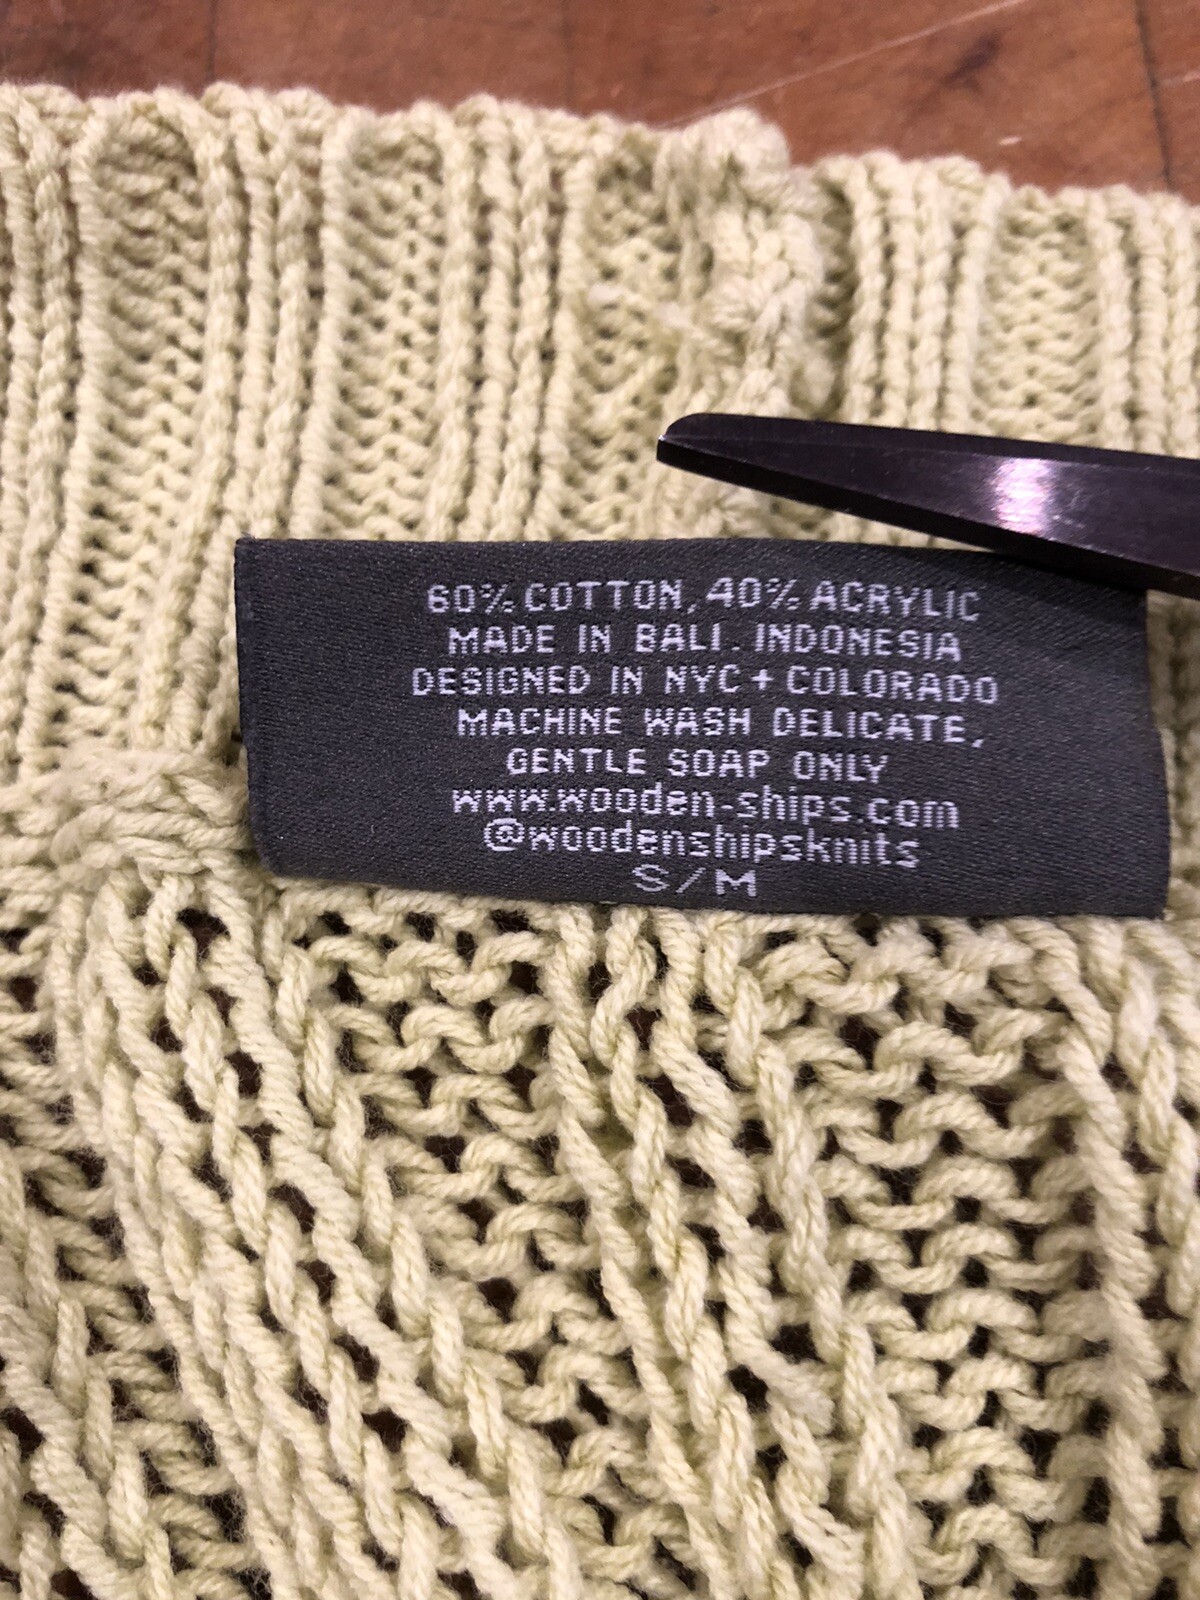 60% COTTON, 40% ACRYLIC
MADE IN BALI. INDONESIA
DESIGNED IN NYC + COLORADO
MACHINE WASH DELICATE,
GENTLE SOAP ONLY
www.wooden-ships.com
@woodenshipsknits
S/M